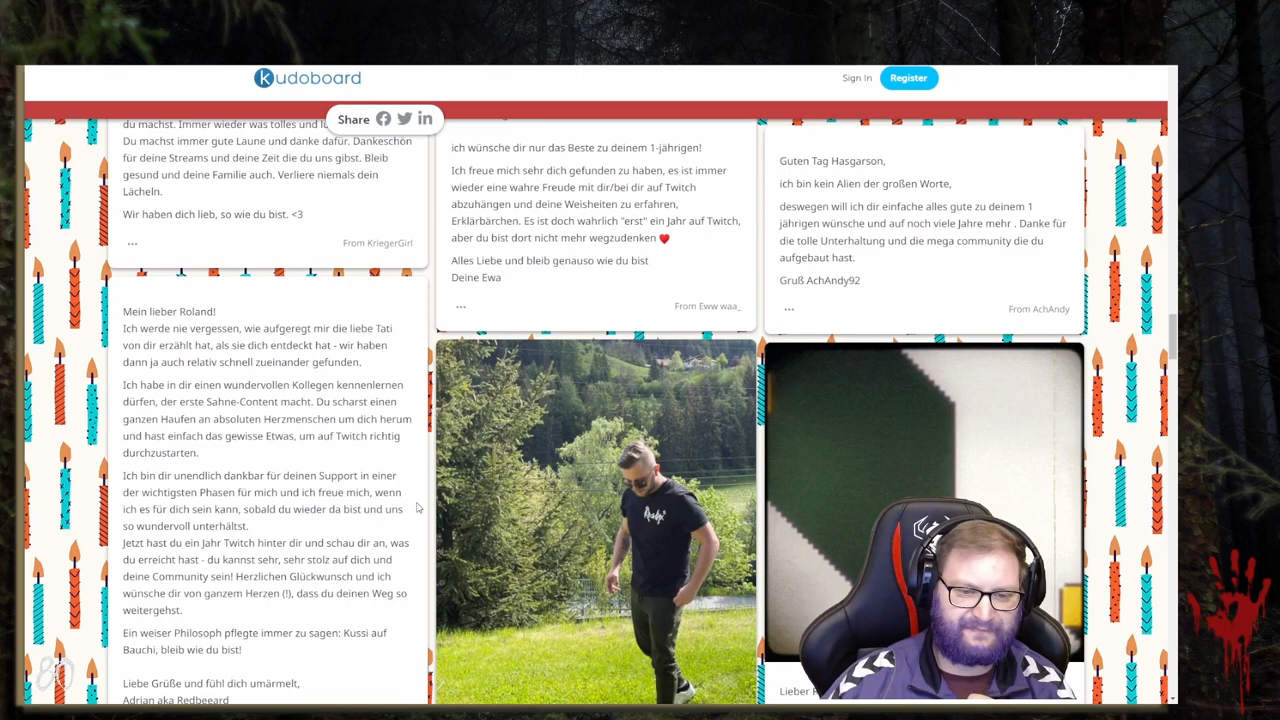 kudoboard
Sign In
Register
Share
du machst. Immer wieder was tolles und
Du machst immer gute Laune und danke dafür. Dankeschön
für deine Streams und deine Zeit die du uns gibst. Bleib
gesund und deine Familie auch. Verliere niemals dein
Lächeln.
Wir haben dich lieb, so wie du bist. <3
...
From KriegerGirl
Mein lieber Roland!
Ich werde nie vergessen, wie aufgeregt mir die liebe Tati
von dir erzählt hat, als sie dich entdeckt hat - wir haben
dann ja auch relativ schnell zueinander gefunden.
Ich habe in dir einen wundervollen Kollegen kennenlernen
dürfen, der erste Sahne-Content macht. Du scharst einen
ganzen Haufen an absoluten Herzmenschen um dich herum
und hast einfach das gewisse Etwas, um auf Twitch richtig
durchzustarten.
Ich bin dir unendlich dankbar für deinen Support in einer
der wichtigsten Phasen für mich und ich freue mich, wenn
ich es für dich sein kann, sobald du wieder da bist und uns
so wundervoll unterhältst.
Jetzt hast du ein Jahr Twitch hinter dir und schau dir an, was
du erreicht hast - du kannst sehr, sehr stolz auf dich und
deine Community sein! Herzlichen Glückwunsch und ich
wünsche dir von ganzem Herzen (!), dass du deinen Weg so
weitergehst.
Ein weiser Philosoph pflegte immer zu sagen: Kussi auf
Bauchi, bleib wie du bist!
Liebe Grüße und fühl dich umärmelt,
Adrian aka Redbeeard
ich wünsche dir nur das Beste zu deinem 1-jährigen!
Ich freue mich sehr dich gefunden zu haben, es ist immer
wieder eine wahre Freude mit dir/bei dir auf Twitch
abzuhängen und deine Weisheiten zu erfahren,
Erklärbärchen. Es ist doch wahrlich "erst" ein Jahr auf Twitch,
aber du bist dort nicht mehr wegzudenken ❤
Alles Liebe und bleib genauso wie du bist
Deine Ewa
...
From Eww waa_
Guten Tag Hasgarson,
ich bin kein Alien der großen Worte,
deswegen will ich dir einfache alles gute zu deinem 1
jährigen wünsche und auf noch viele Jahre mehr . Danke für
die tolle Unterhaltung und die mega community die du
aufgebaut hast.
Gruß AchAndy92
...
From AchAndy
Lieber
80